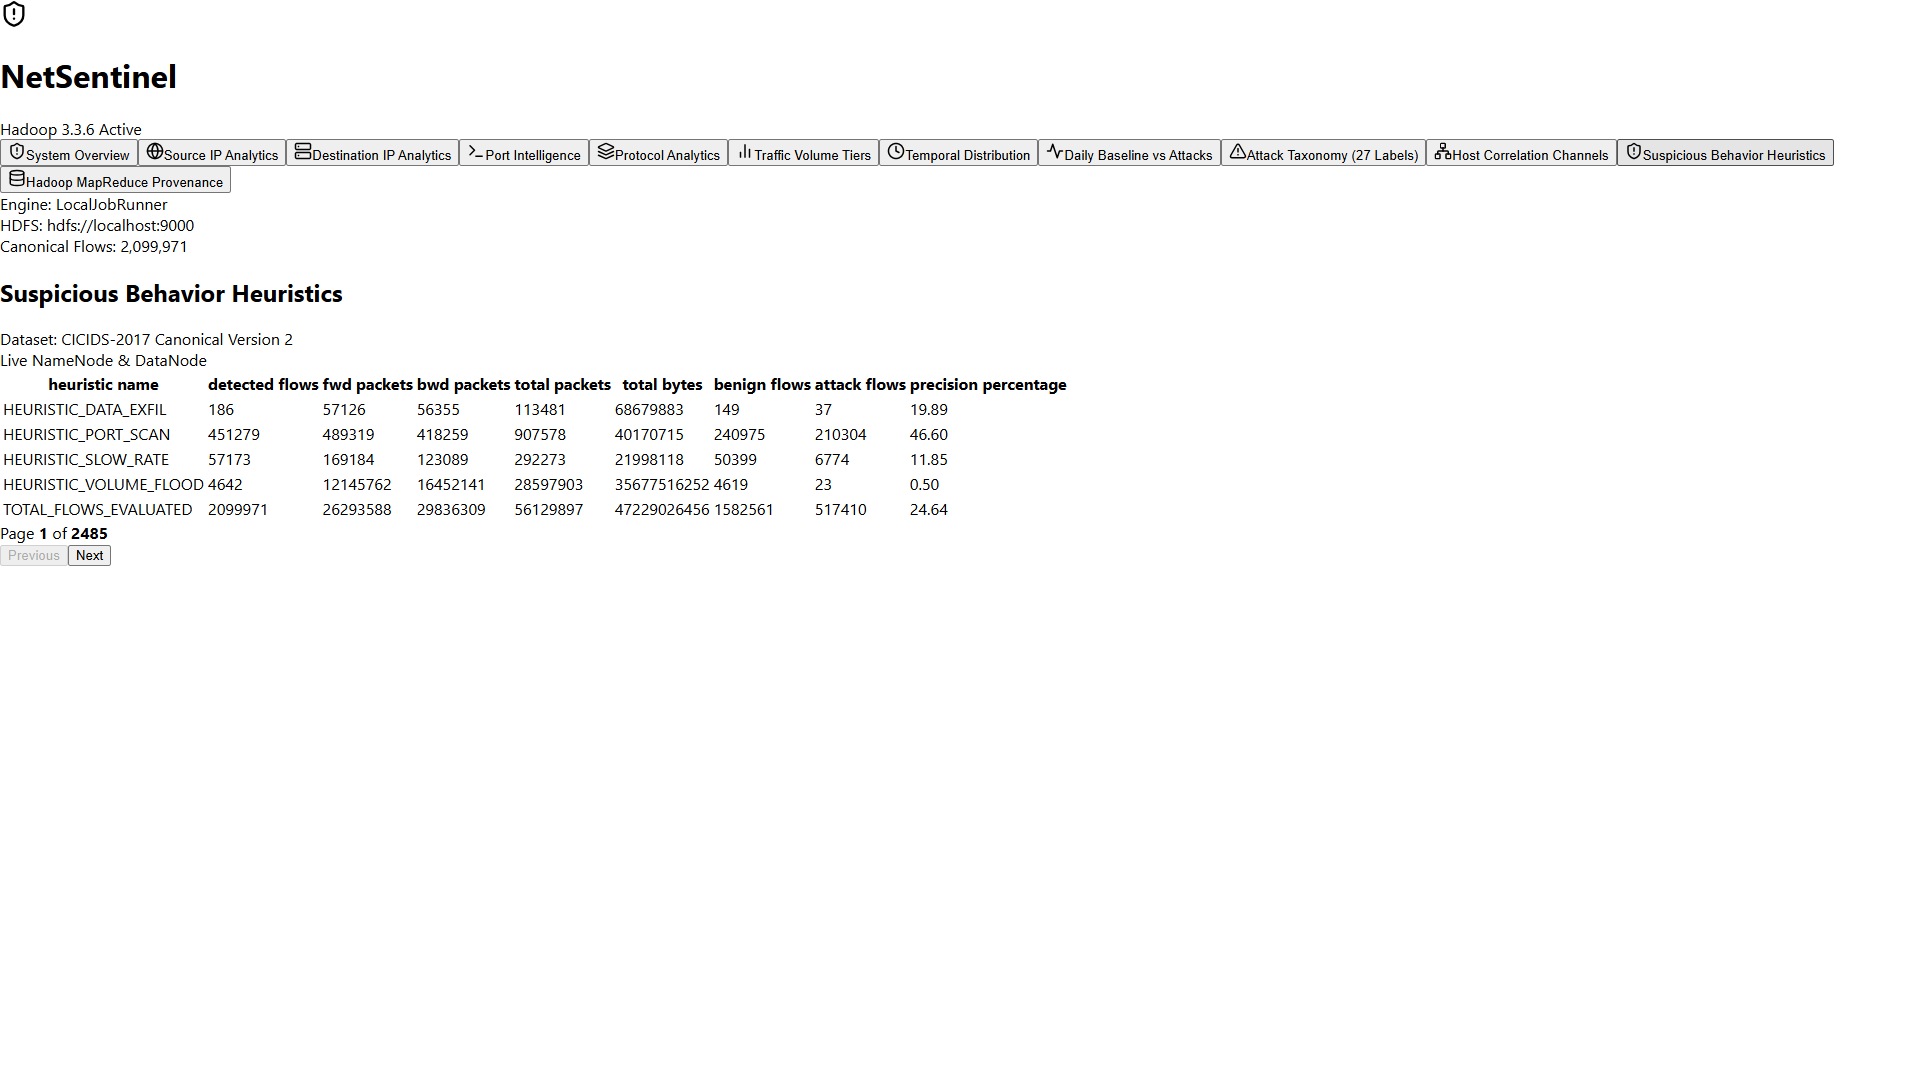 NetSentinel
Hadoop 3.3.6 Active
System Overview Source IP Analytics Destination IP Analytics Port Intelligence Protocol Analytics Traffic Volume Tiers Temporal Distribution Daily Baseline vs Attacks Attack Taxonomy (27 Labels) Host Correlation Channels Suspicious Behavior Heuristics
Hadoop MapReduce Provenance
Engine: LocalJobRunner
HDFS: hdfs://localhost:9000
Canonical Flows: 2,099,971
Suspicious Behavior Heuristics
Dataset: CICIDS-2017 Canonical Version 2
Live NameNode & DataNode
heuristic name detected flows fwd packets bwd packets total packets total bytes benign flows attack flows precision percentage
HEURISTIC_DATA_EXFIL 186 57126 56355 113481 68679883 149 37 19.89
HEURISTIC_PORT_SCAN 451279 489319 418259 907578 40170715 240975 210304 46.60
HEURISTIC_SLOW_RATE 57173 169184 123089 292273 21998118 50399 6774 11.85
HEURISTIC_VOLUME_FLOOD 4642 12145762 16452141 28597903 35677516252 4619 23 0.50
TOTAL_FLOWS_EVALUATED 2099971 26293588 29836309 56129897 47229026456 1582561 517410 24.64
Page 1 of 2485
Previous Next